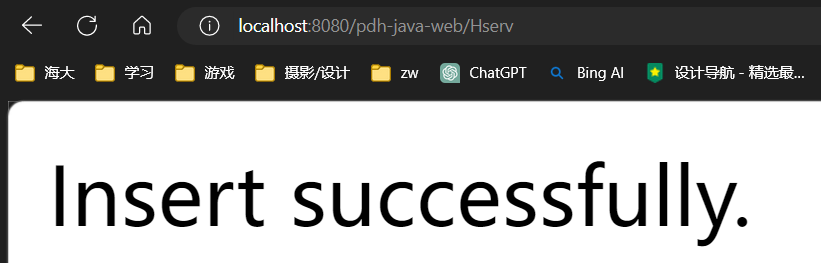 localhost:8080/pdh-java-web/Hserv
海大 学习 游戏 摄影/设计 zw ChatGPT Bing AI 设计导航 - 精选最...
Insert successfully.